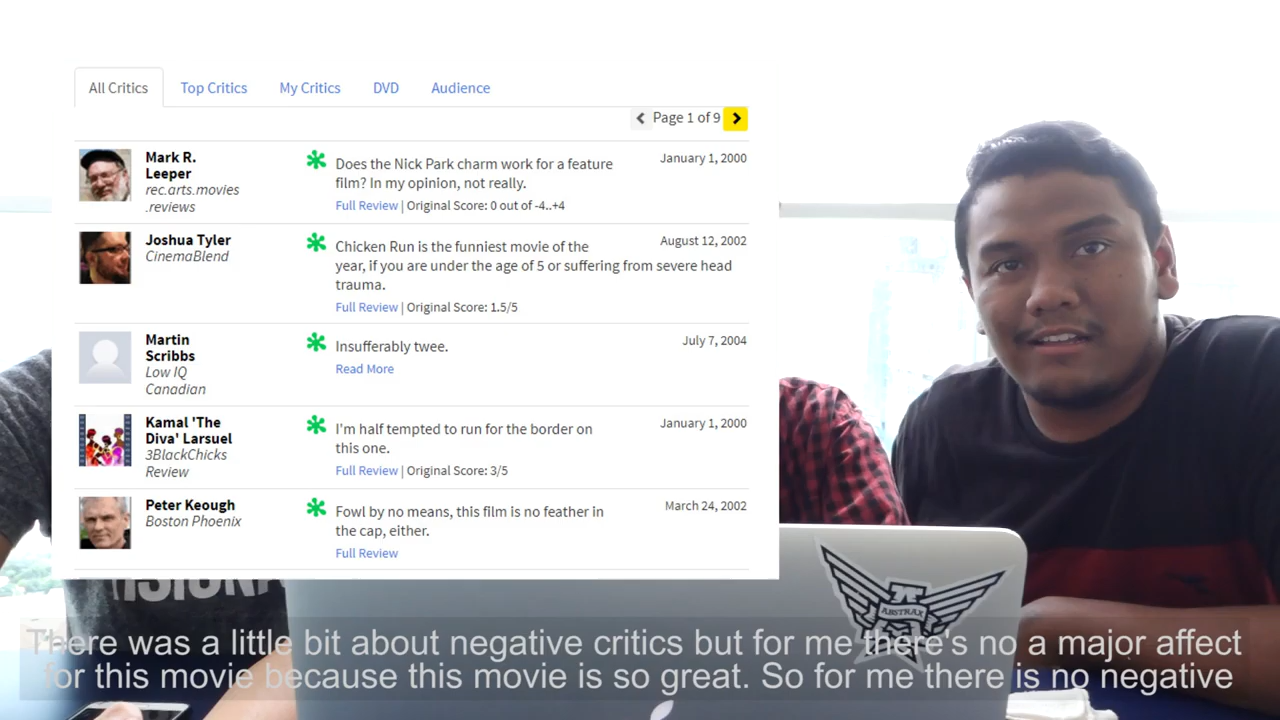 All Critics Top Critics My Critics DVD Audience
Page 1 of 9
Mark R.
Leeper
rec.arts.movies
.reviews
Does the Nick Park charm work for a feature
film? In my opinion, not really.
Full Review | Original Score: 0 out of -4..+4
January 1, 2000
Joshua Tyler
CinemaBlend
Chicken Run is the funniest movie of the
year, if you are under the age of 5 or suffering from severe head
trauma.
Full Review | Original Score: 1.5/5
August 12, 2002
Martin
Scribbs
Low IQ
Canadian
Insufferably twee.
Read More
July 7, 2004
Kamal 'The
Diva' Larsuel
3BlackChicks
Review
I'm half tempted to run for the border on
this one.
Full Review | Original Score: 3/5
January 1, 2000
Peter Keough
Boston Phoenix
Fowl by no means, this film is no feather in
the cap, either.
Full Review
March 24, 2002
ABSTRAX
There was a little bit about negative critics but for me there's no a major affect
for this movie because this movie is so great. So for me there is no negative